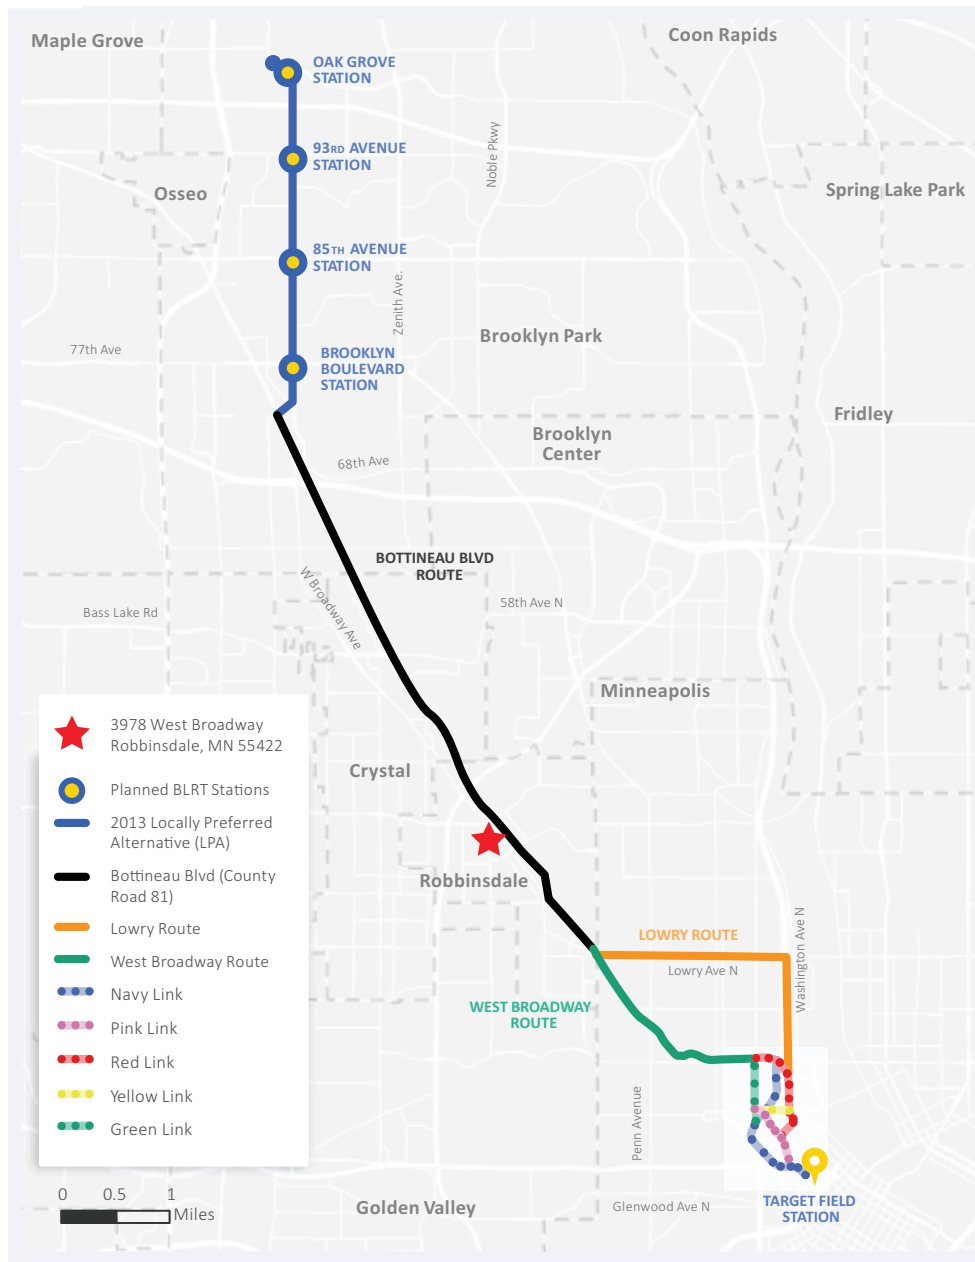 Maple Grove
Coon Rapids
OAK GROVE
STATION
93RD AVENUE
STATION
Noble Pkwy
Osseo
Spring Lake Park
85TH AVENUE
STATION
Zenith Ave.
Brooklyn Park
77th Ave
BROOKLYN
BOULEVARD
STATION
Fridley
Brooklyn
Center
68th Ave
BOTTINEAU BLVD
ROUTE
W Broadway Ave
58th Ave N
Bass Lake Rd
Minneapolis
Crystal
Robbinsdale
LOWRY ROUTE
Lowry Ave N
Washington Ave N
WEST BROADWAY
ROUTE
Penn Avenue
Golden Valley
Glenwood Ave N
TARGET FIELD
STATION
3978 West Broadway
Robbinsdale, MN 55422
Planned BLRT Stations
2013 Locally Preferred
Alternative (LPA)
Bottineau Blvd (County
Road 81)
Lowry Route
West Broadway Route
Navy Link
Pink Link
Red Link
Yellow Link
Green Link
0 0.5 1
Miles